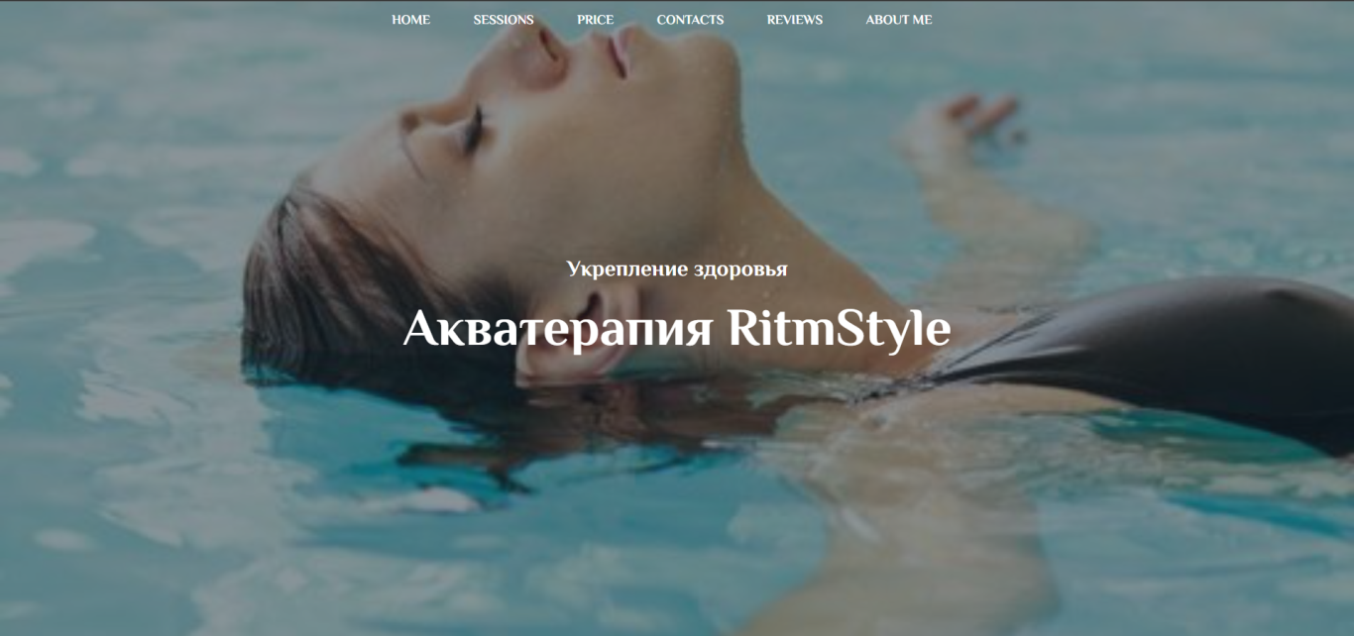 HOME SESSIONS PRICE CONTACTS REVIEWS ABOUT ME
Укрепление здоровья
Акватерапия RitmStyle